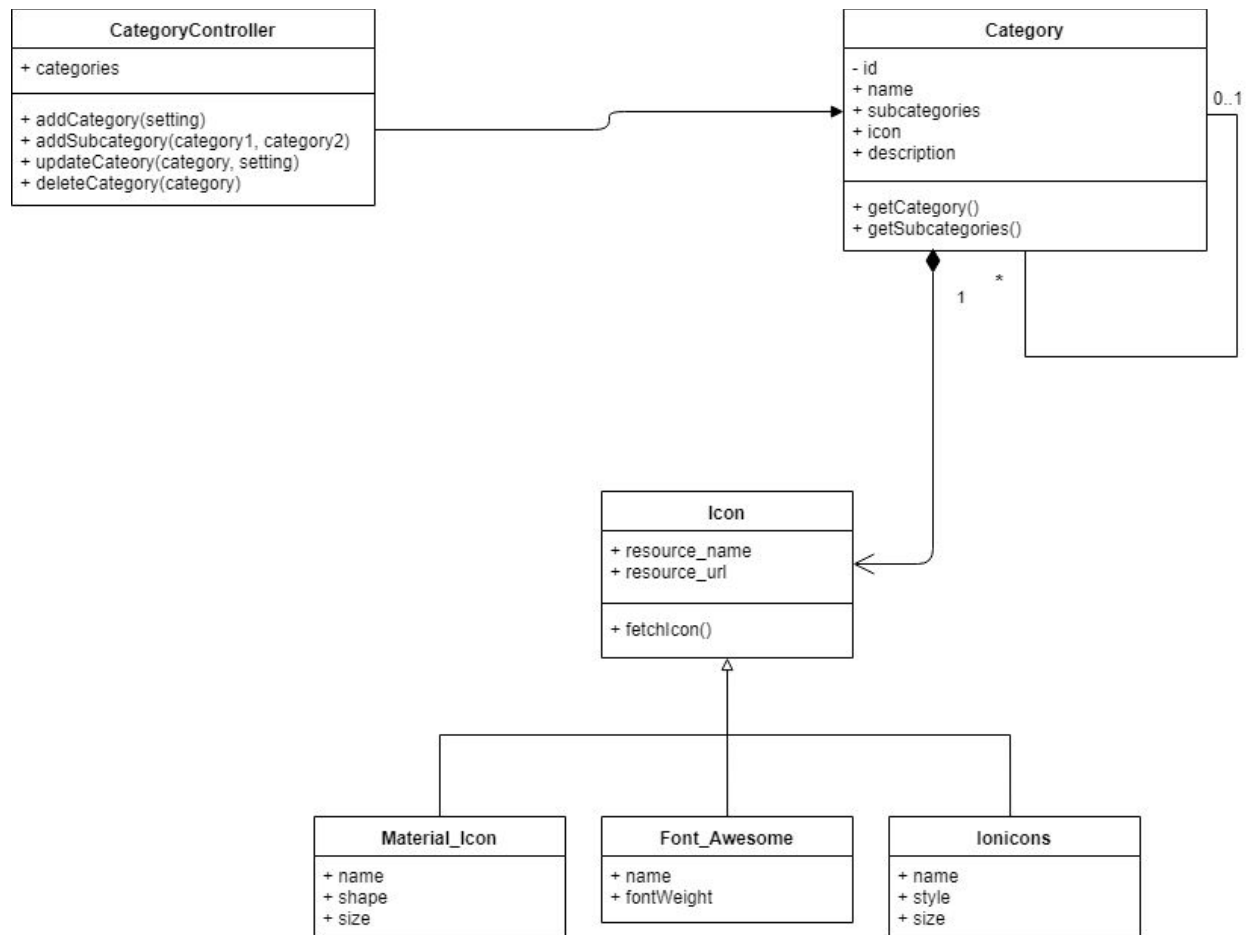 CategoryController
+ categories
+ addCategory(setting)
+ addSubcategory(category1, category2)
+ updateCateory(category, setting)
+ deleteCategory(category)
Category
- id
+ name
+ subcategories
+ icon
+ description
+ getCategory()
+ getSubcategories()
0..1
*
1
Icon
+ resource_name
+ resource_url
+ fetchIcon()
Material_Icon
+ name
+ shape
+ size
Font_Awesome
+ name
+ fontWeight
Ionicons
+ name
+ style
+ size